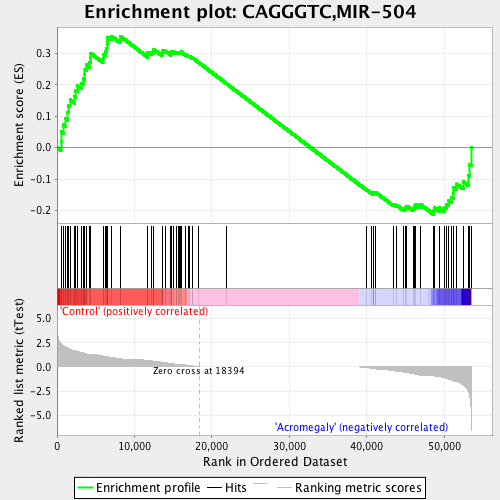 Enrichment plot: CAGGGTC,MIR-504
Enrichment score (ES)
0.3
0.2
0.1
0.0
-0.1
-0.2
'Control' (positively correlated)
Ranked list metric (tTest)
5.0
2.5
0.0
-2.5
-5.0
Zero cross at 18394
'Acromegaly' (negatively correlated)
0 10,000 20,000 30,000 40,000 50,000
Rank in Ordered Dataset
Enrichment profile Hits Ranking metric scores